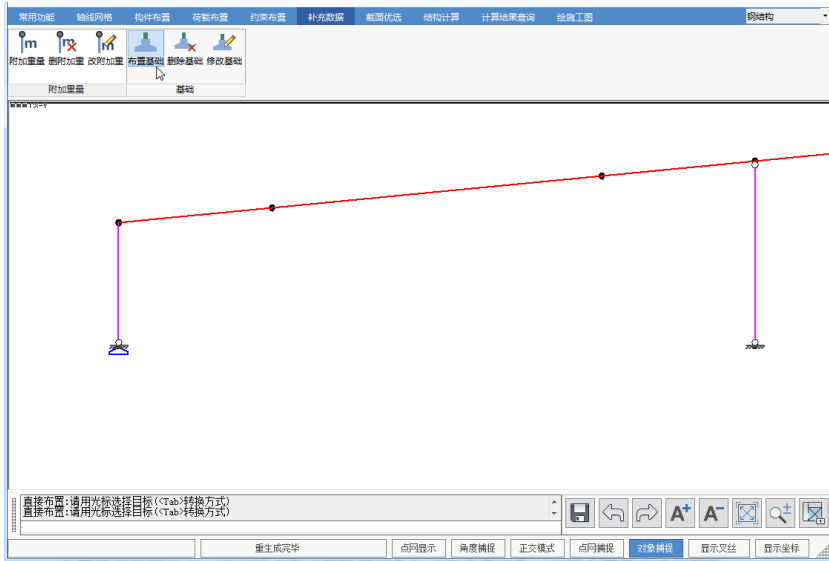 常用功能 轴线网格 构件布置 荷载布置 约束布置 补充数据 截面优选 结构计算 计算结果查询 绘施工图 钢结构
附加重量 删附加重 改附加重 布置基础 删除基础 修改基础
附加重量 基础
直接布置:请用光标选择目标(<Tab>转换方式)
直接布置:请用光标选择目标(<Tab>转换方式)
A+ A-
重生成完毕 点网显示 角度捕捉 正交模式 点网捕捉 对象捕捉 显示叉丝 显示坐标